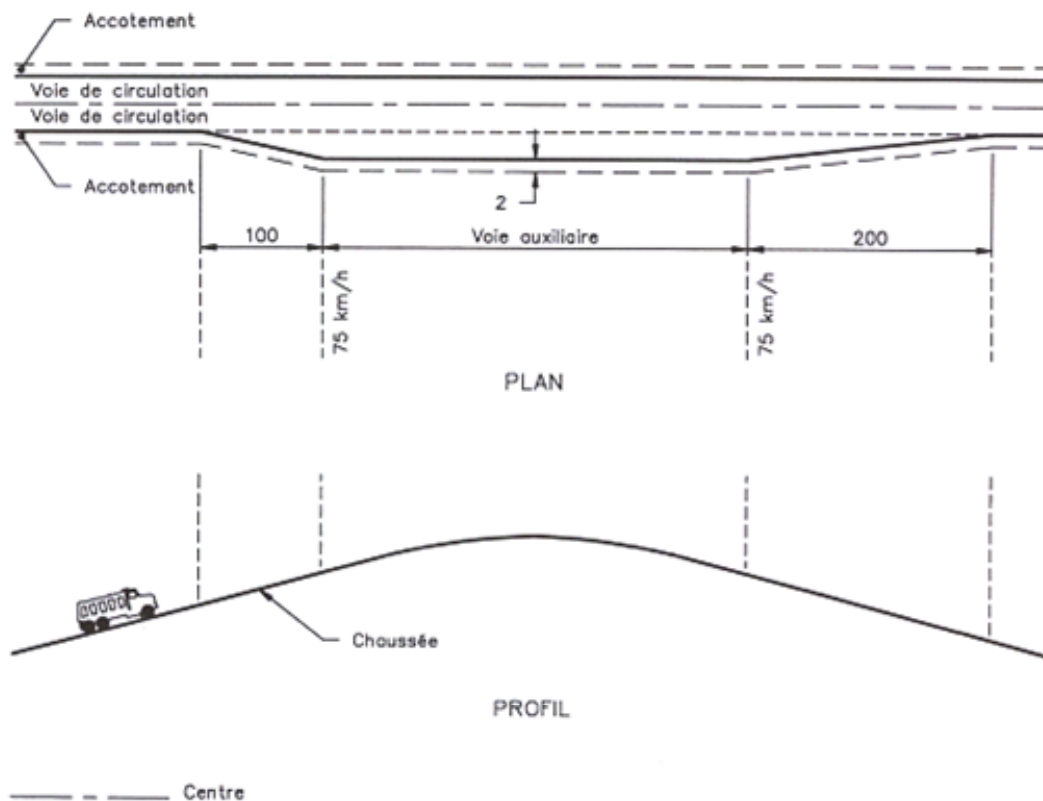 Accotement
Voie de circulation
Voie de circulation
Accotement
2
100
Voie auxiliaire
200
75 km/h
75 km/h
PLAN
Chaussée
PROFIL
Centre